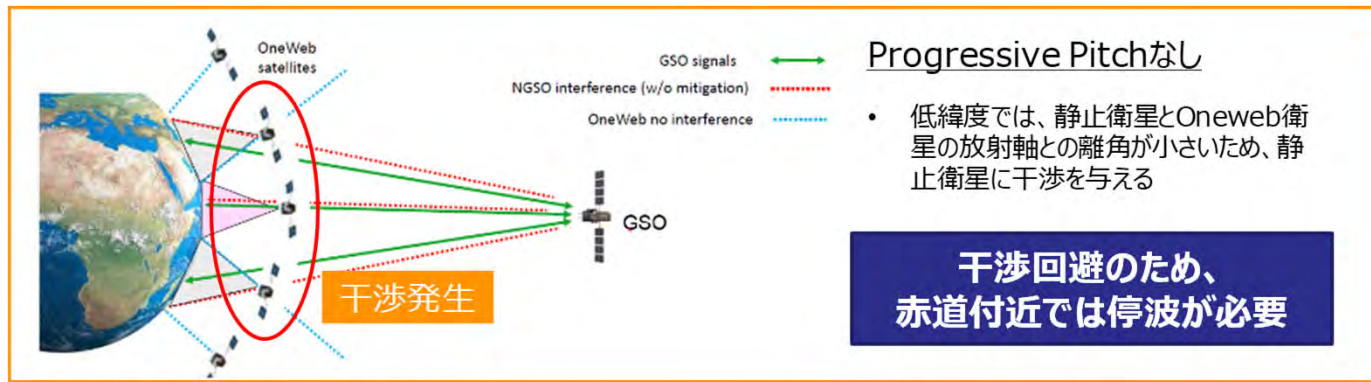 OneWeb
satellites
GSO signals
NGSO interference (w/o mitigation)
OneWeb no interference
GSO
干渉発生
Progressive Pitchなし
• 低緯度では、静止衛星とOneweb衛
星の放射軸との離角が小さいため、静
止衛星に干渉を与える
干渉回避のため、
赤道付近では停波が必要